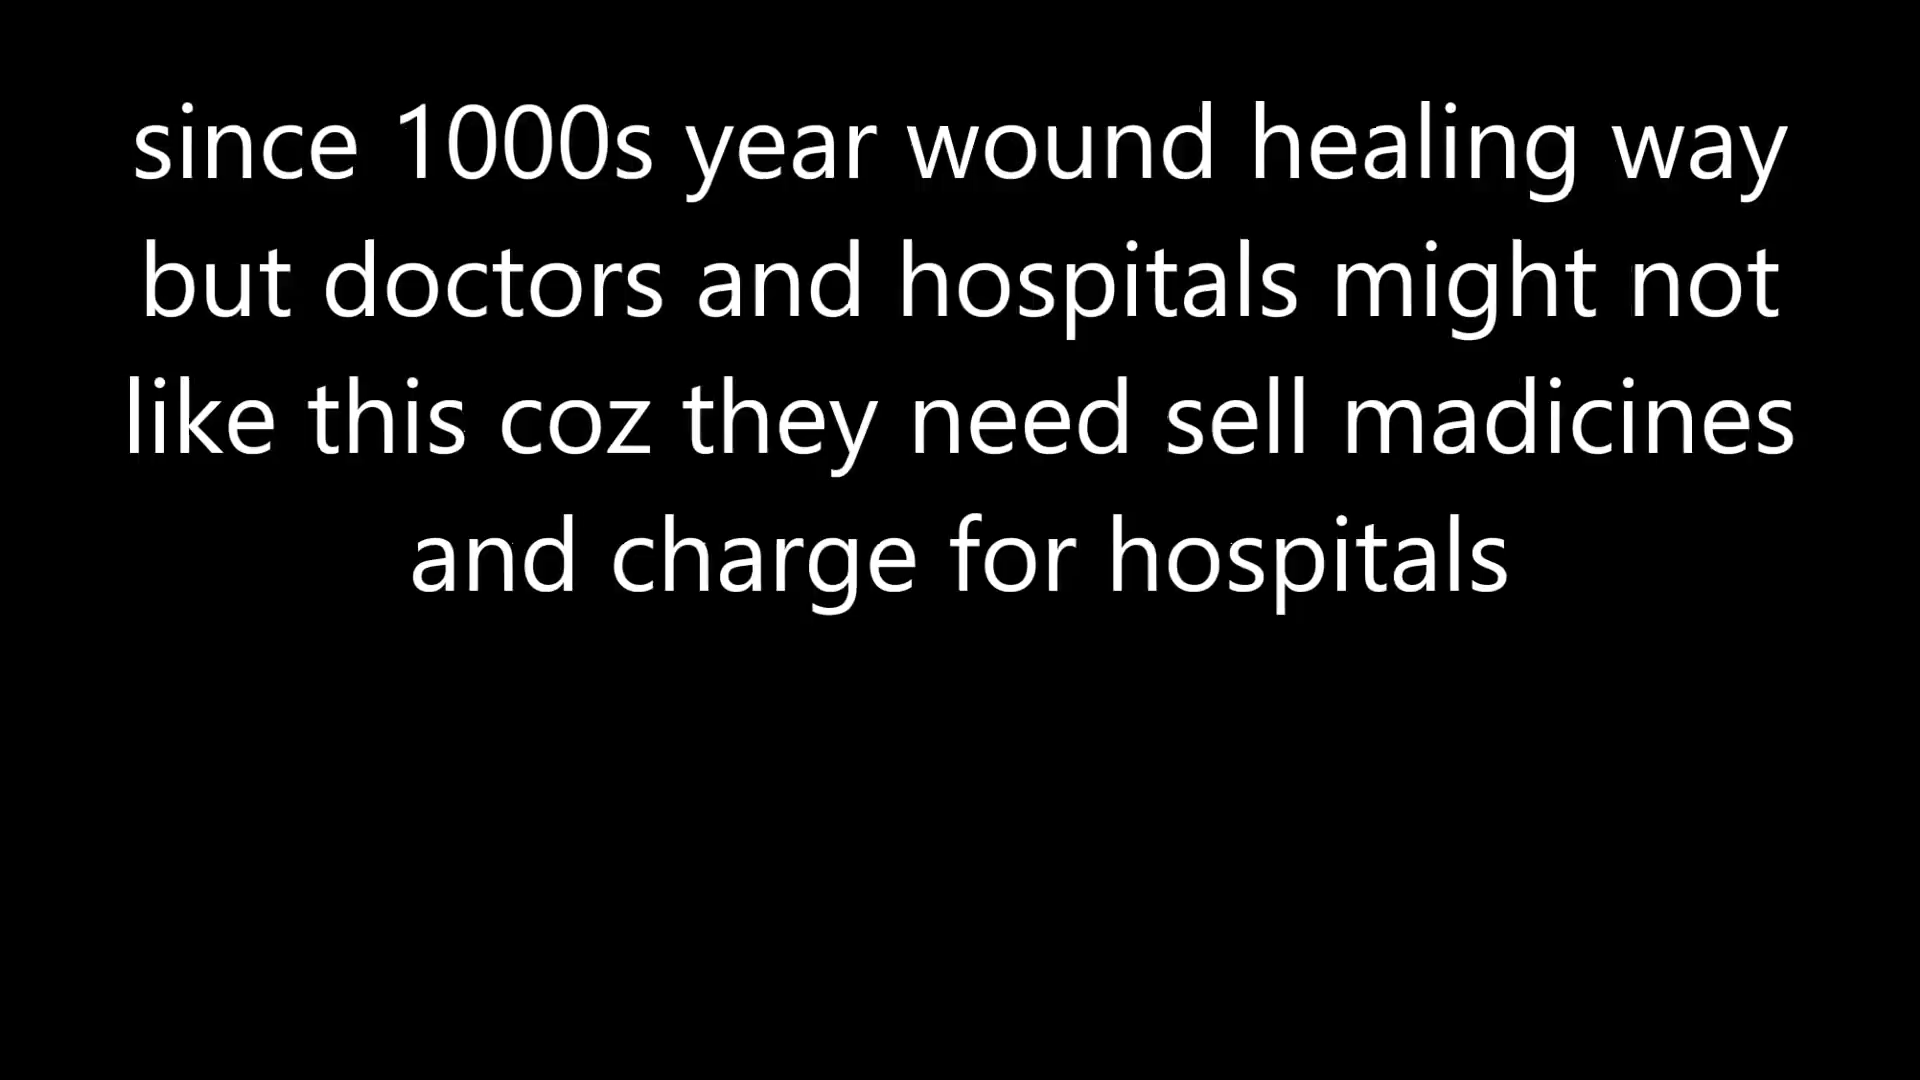 since 1000s year wound healing way
but doctors and hospitals might not
like this coz they need sell madicines
and charge for hospitals